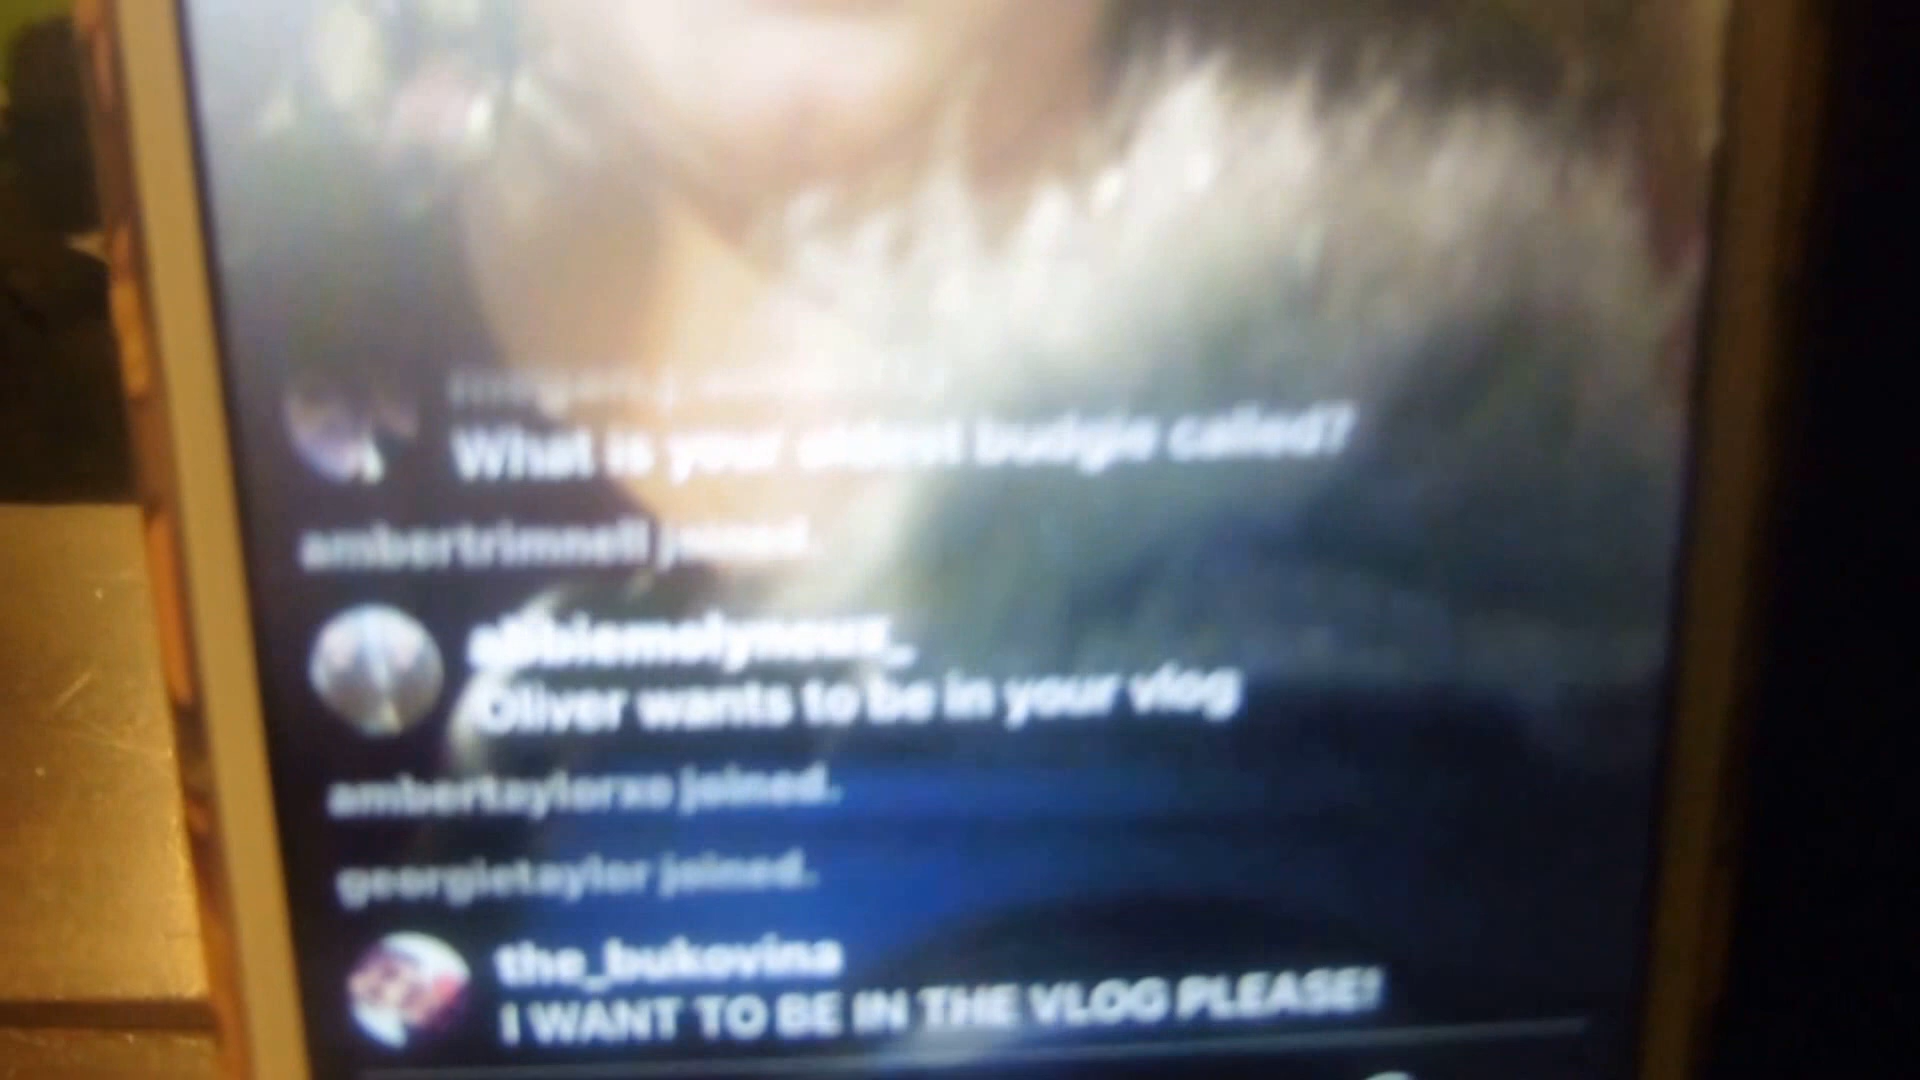 What is your oldest budgie called?
ambertrimnell joined.
Oliver wants to be in your vlog
ambertaylorxo joined.
georgietaylor joined.
the_bukovina
I WANT TO BE IN THE VLOG PLEASE!